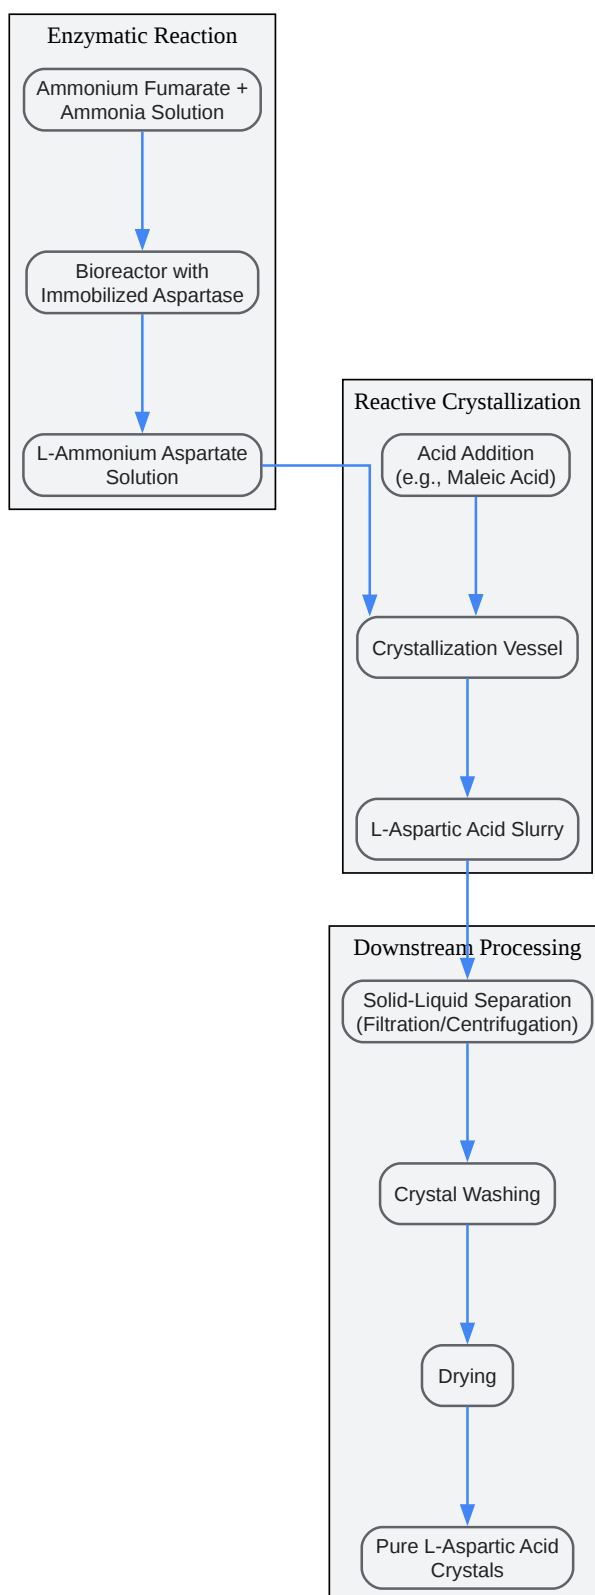 Enzymatic Reaction
Ammonium Fumarate +
Ammonia Solution
Bioreactor with
Immobilized Aspartase
L-Ammonium Aspartate
Solution
Reactive Crystallization
Acid Addition
(e.g., Maleic Acid)
Crystallization Vessel
L-Aspartic Acid Slurry
Downstream Processing
Solid-Liquid Separation
(Filtration/Centrifugation)
Crystal Washing
Drying
Pure L-Aspartic Acid
Crystals